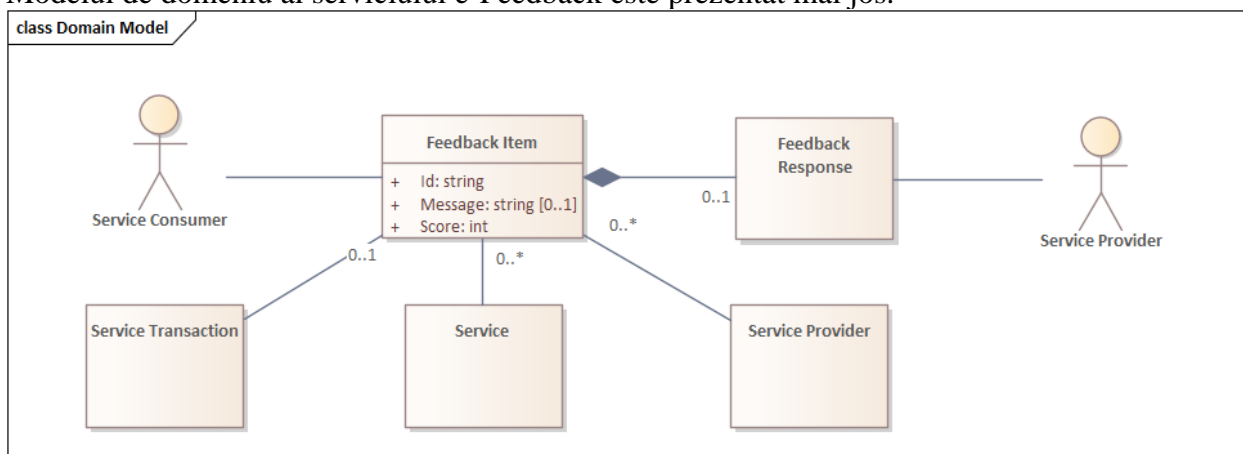 Modelul de domeniu al serviciului e-Feedback este prezentat mai jos:
class Domain Model
Feedback Item
+ Id: string
+ Message: string [0..1]
+ Score: int
Feedback
Response
0..1
0..*
Service Consumer
Service Provider
0..1
0..*
Service Transaction
Service
Service Provider